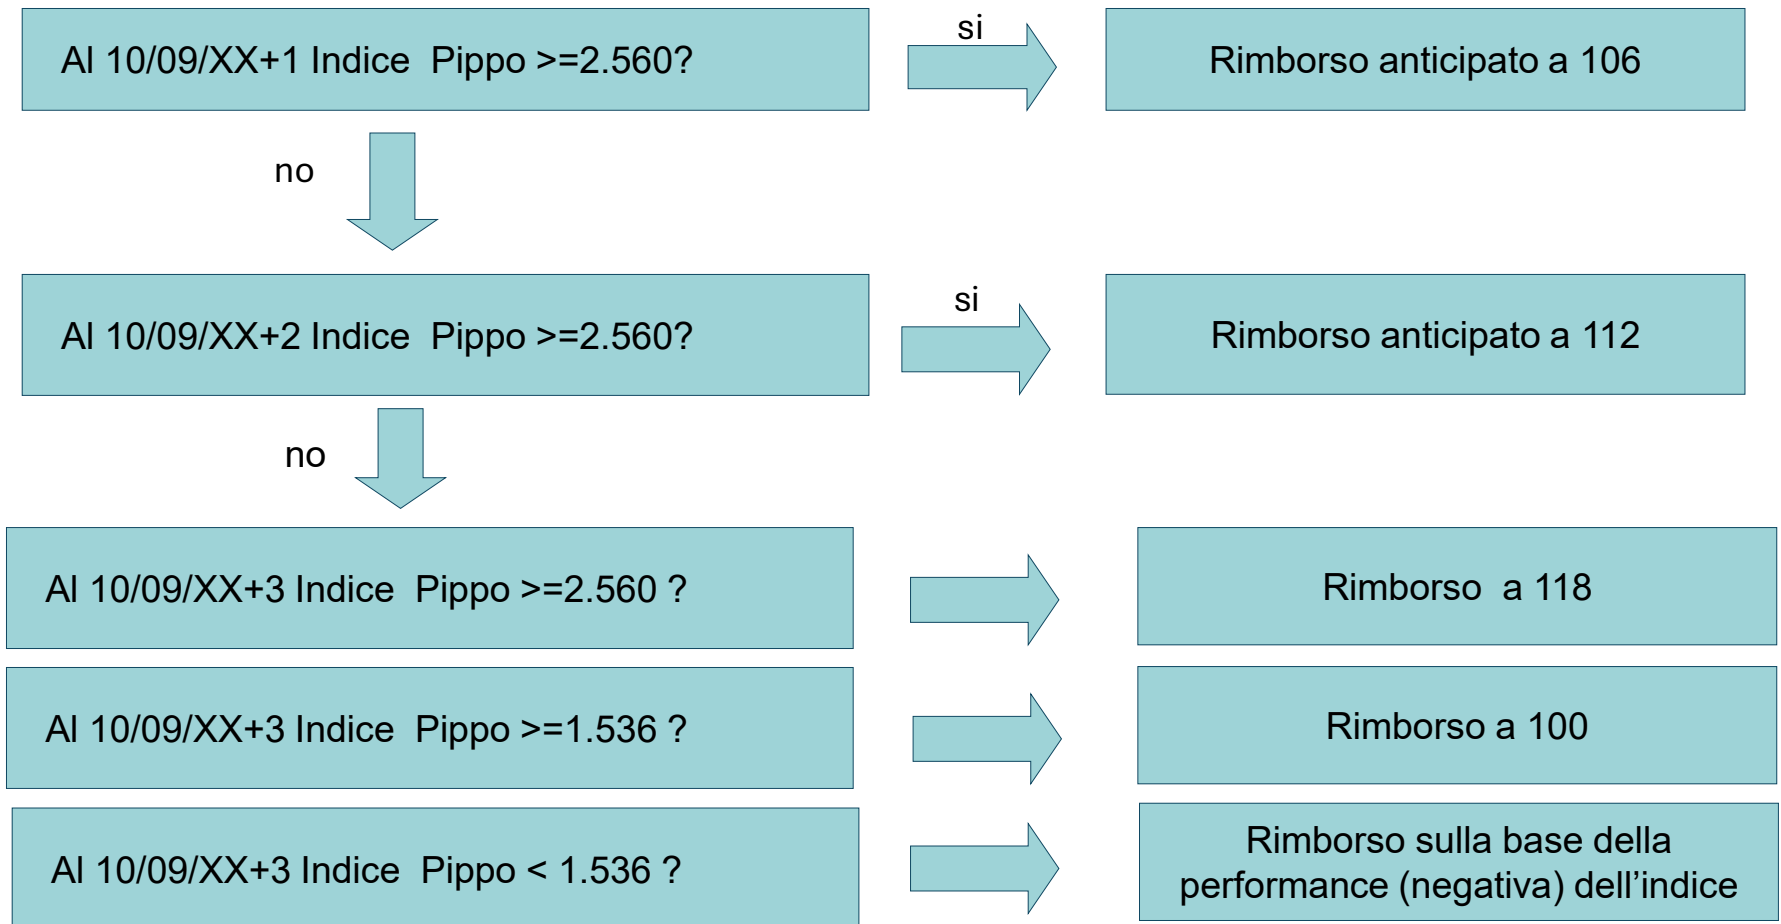 Al 10/09/XX+1 Indice Pippo >=2.560?
si
Rimborso anticipato a 106
no
Al 10/09/XX+2 Indice Pippo >=2.560?
si
Rimborso anticipato a 112
no
Al 10/09/XX+3 Indice Pippo >=2.560 ?
Rimborso a 118
Al 10/09/XX+3 Indice Pippo >=1.536 ?
Rimborso a 100
Al 10/09/XX+3 Indice Pippo < 1.536 ?
Rimborso sulla base della
performance (negativa) dell’indice